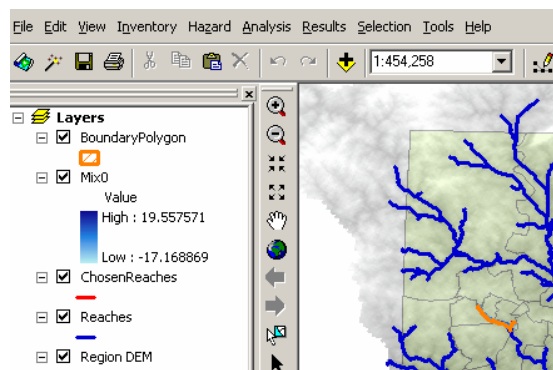 File Edit View Inventory Hazard Analysis Results Selection Tools Help
1:454,258
Layers
BoundaryPolygon
Mix0
Value
High : 19.557571
Low : -17.168869
ChosenReaches
Reaches
Region DEM